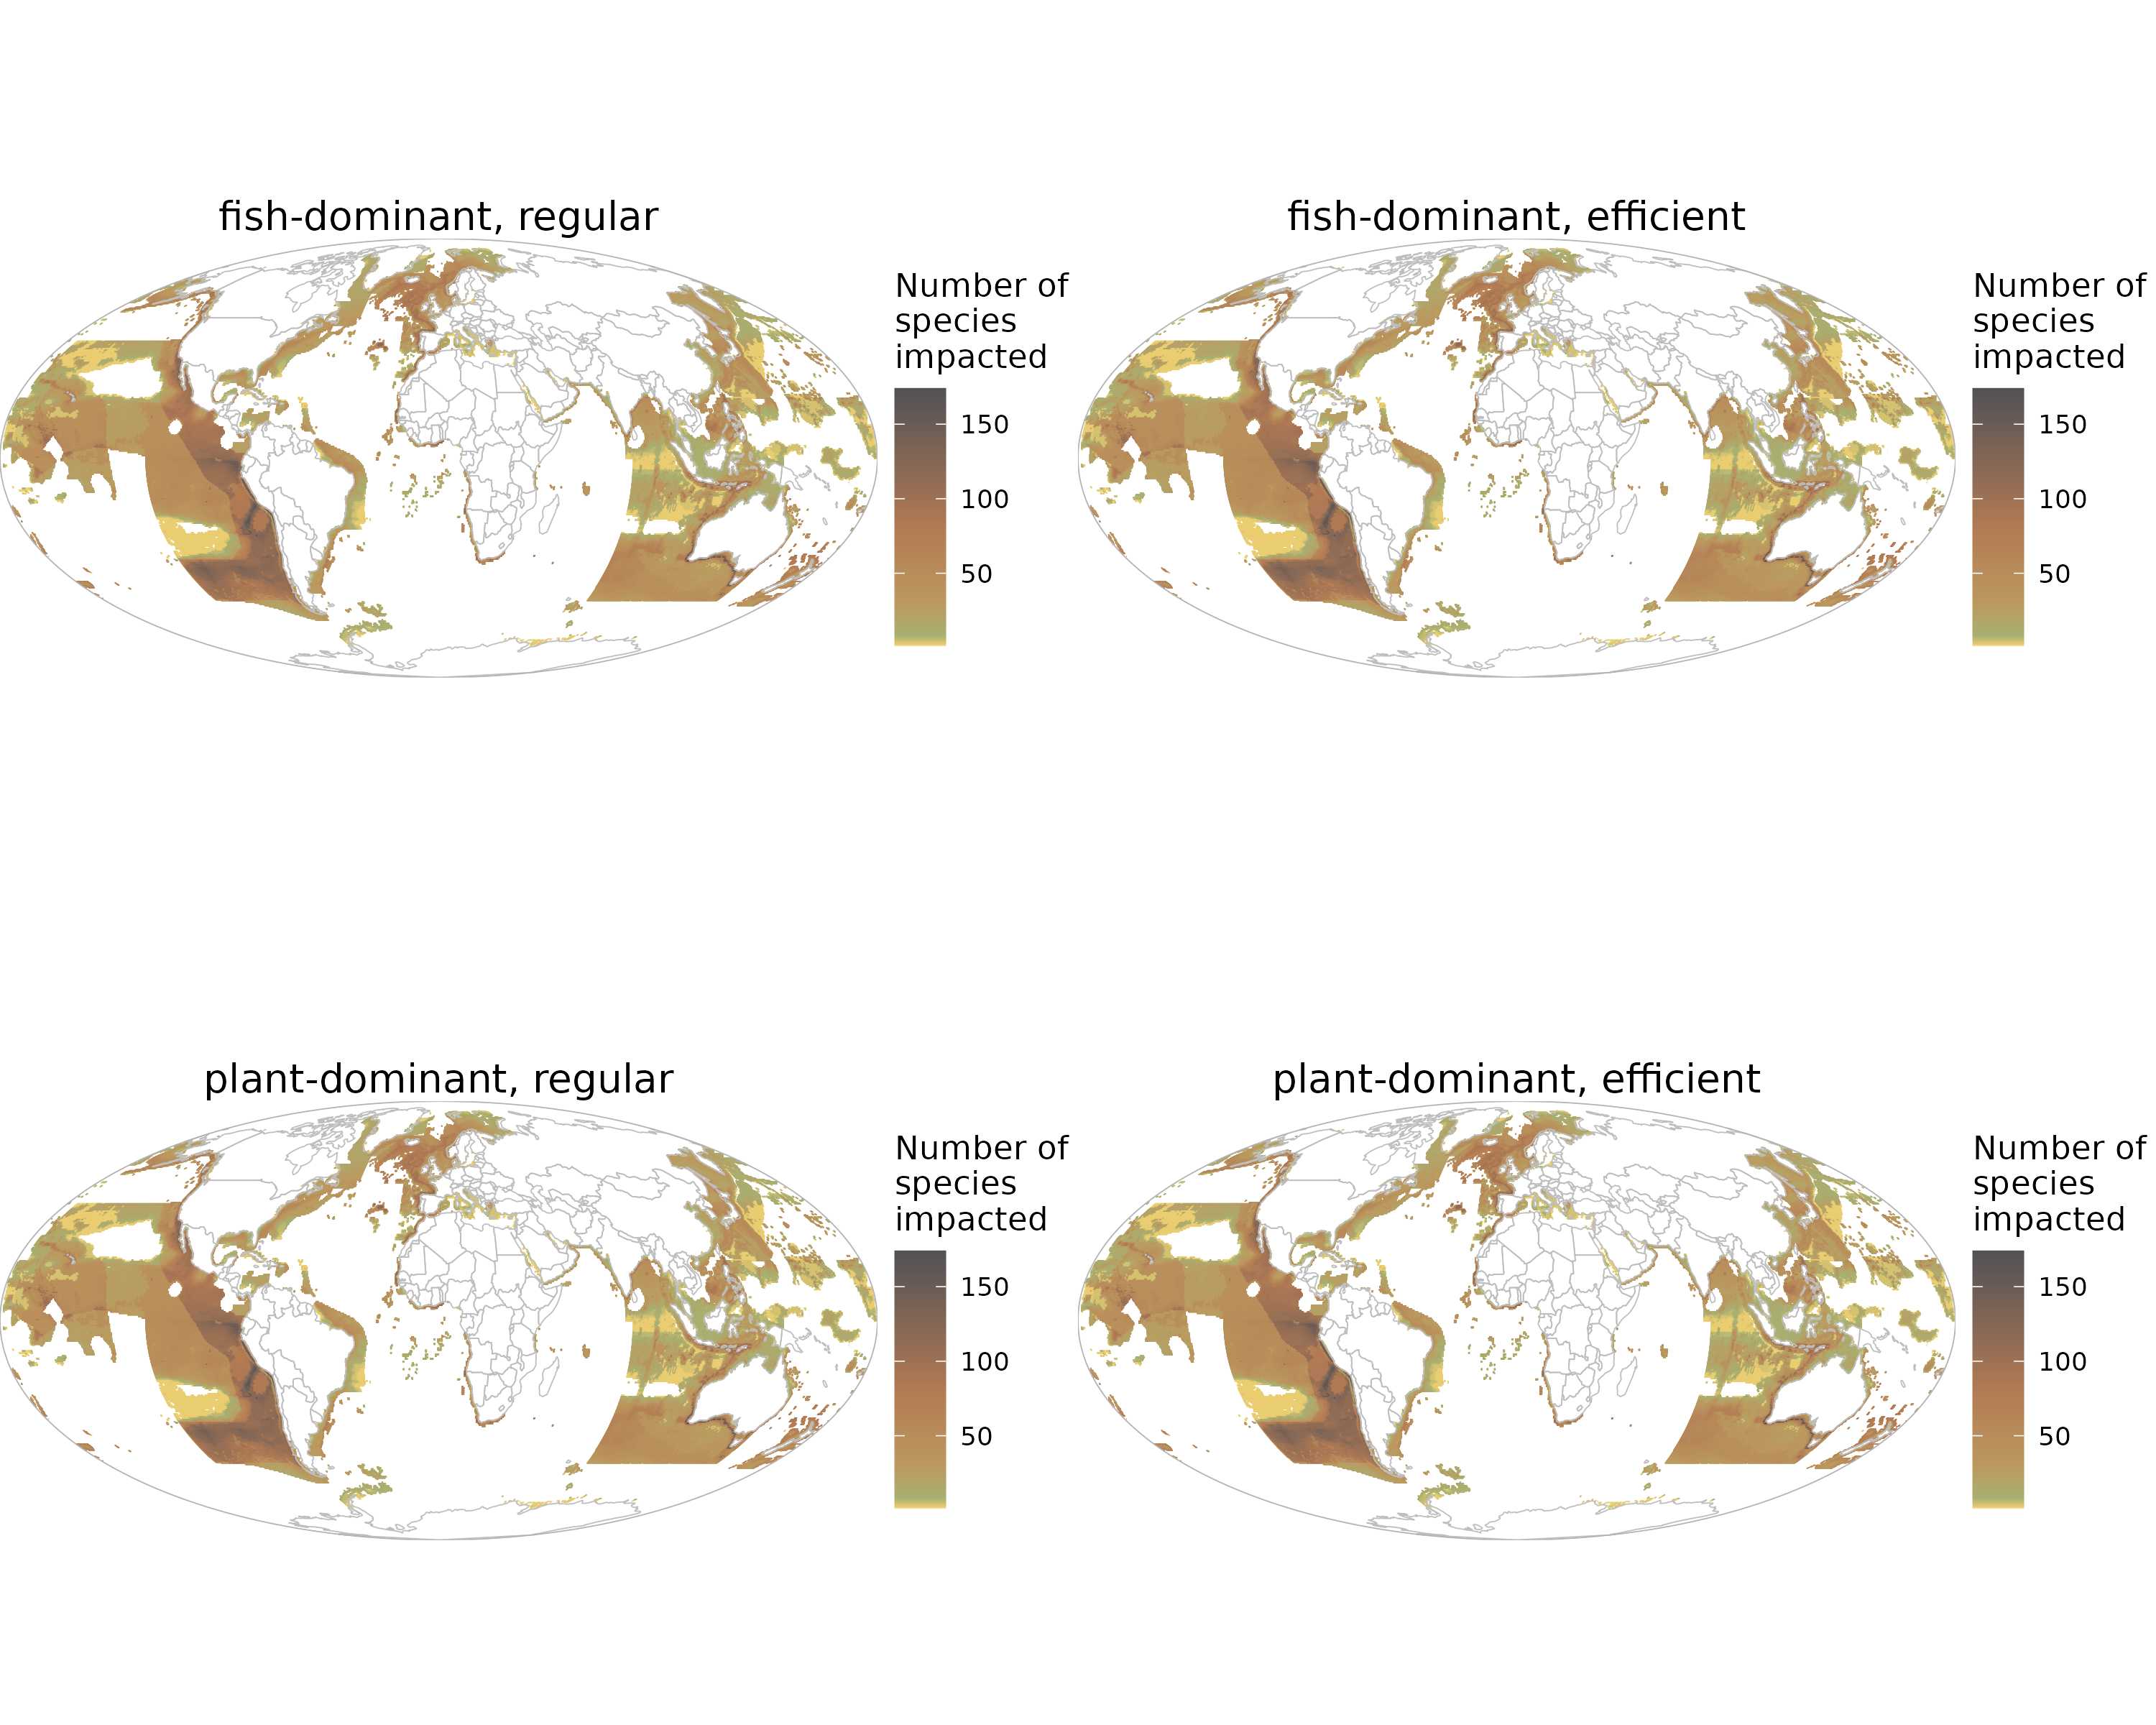 fish-dominant, regular
Number of
species
impacted
150
100
50
fish-dominant, efficient
Number of
species
impacted
150
100
50
plant-dominant, regular
Number of
species
impacted
150
100
50
plant-dominant, efficient
Number of
species
impacted
150
100
50